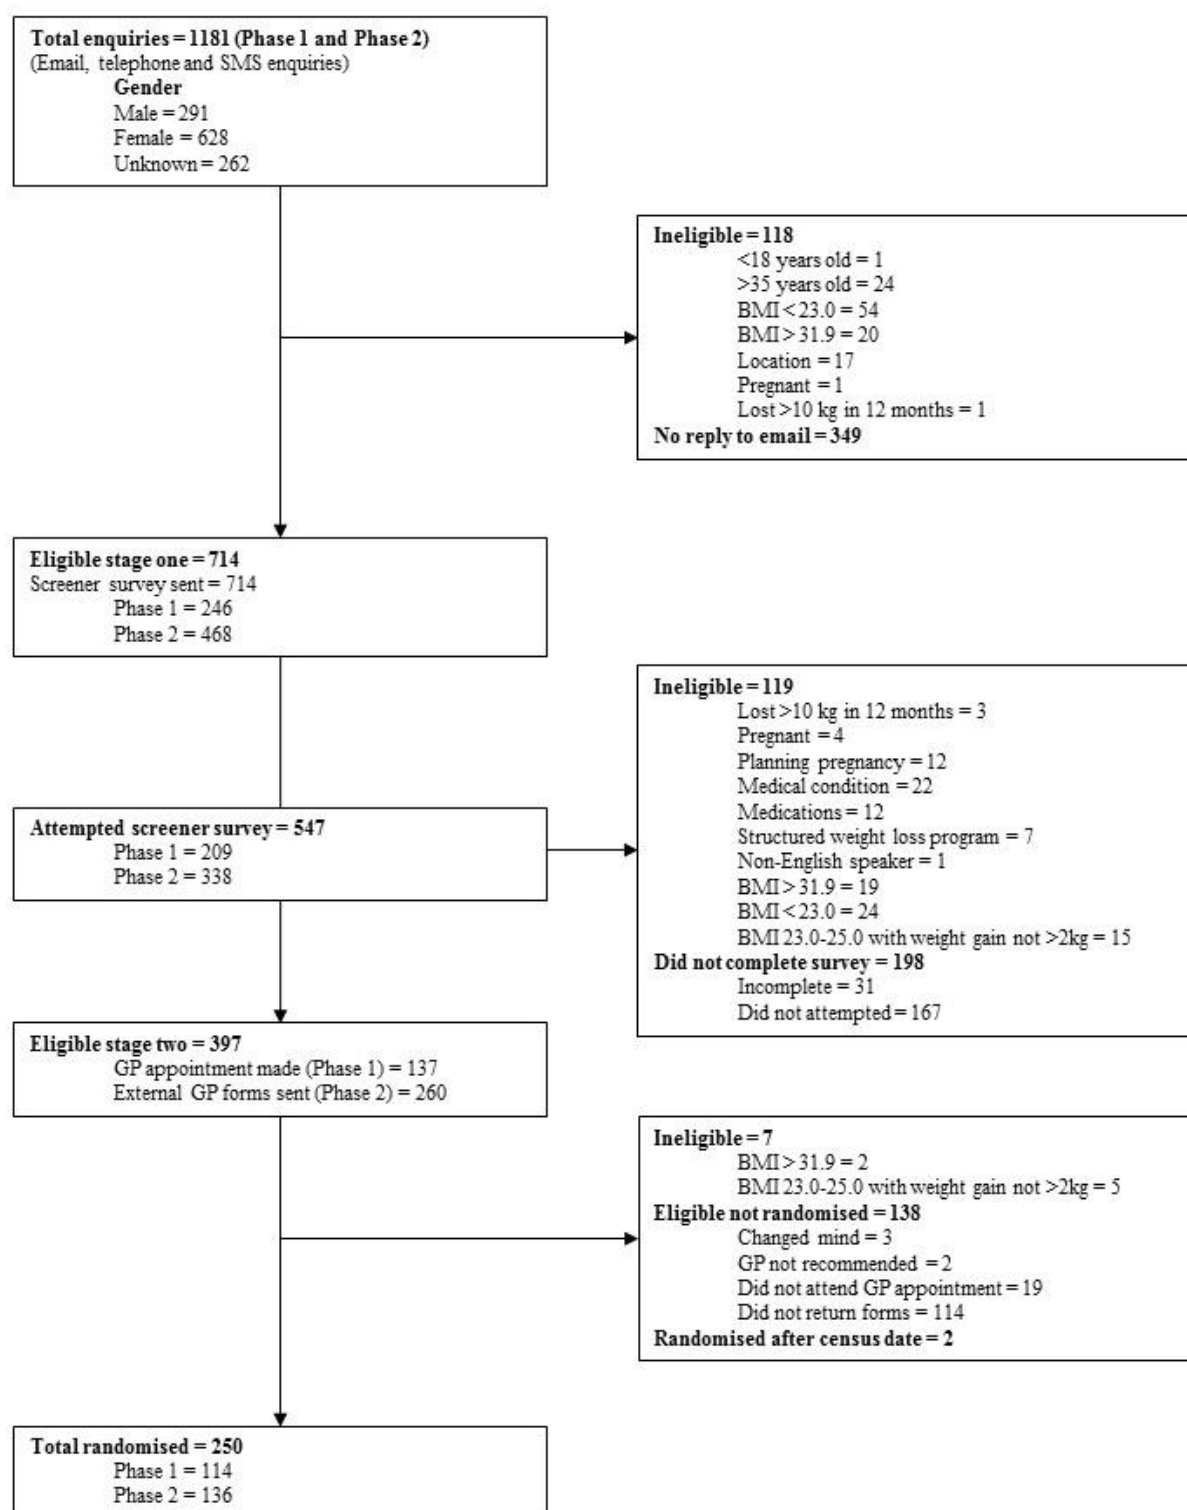 Total enquiries = 1181 (Phase 1 and Phase 2)
(Email, telephone and SMS enquiries)
Gender
Male = 291
Female = 628
Unknown = 262
Ineligible = 118
<18 years old = 1
>35 years old = 24
BMI < 23.0 = 54
BMI > 31.9 = 20
Location = 17
Pregnant = 1
Lost >10 kg in 12 months = 1
No reply to email = 349
Eligible stage one = 714
Screener survey sent = 714
Phase 1 = 246
Phase 2 = 468
Ineligible = 119
Lost >10 kg in 12 months = 3
Pregnant = 4
Planning pregnancy = 12
Medical condition = 22
Medications = 12
Structured weight loss program = 7
Non-English speaker = 1
BMI > 31.9 = 19
BMI < 23.0 = 24
BMI 23.0-25.0 with weight gain not >2kg = 15
Did not complete survey = 198
Incomplete = 31
Did not attempted = 167
Attempted screener survey = 547
Phase 1 = 209
Phase 2 = 338
Eligible stage two = 397
GP appointment made (Phase 1) = 137
External GP forms sent (Phase 2) = 260
Ineligible = 7
BMI > 31.9 = 2
BMI 23.0-25.0 with weight gain not >2kg = 5
Eligible not randomised = 138
Changed mind = 3
GP not recommended = 2
Did not attend GP appointment = 19
Did not return forms = 114
Randomised after census date = 2
Total randomised = 250
Phase 1 = 114
Phase 2 = 136